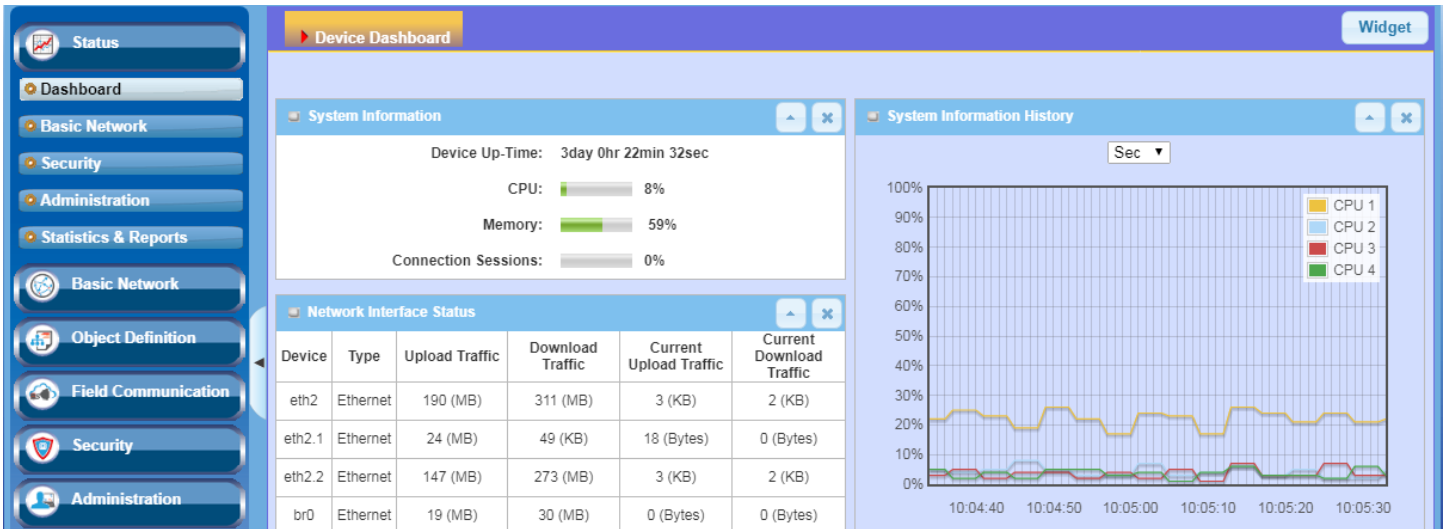 Status
Dashboard
Basic Network
Security
Administration
Statistics & Reports
Basic Network
Object Definition
Field Communication
Security
Administration
Device Dashboard
Widget
System Information
Device Up-Time: 3day 0hr 22min 32sec
CPU: 8%
Memory: 59%
Connection Sessions: 0%
Network Interface Status
Device Type Upload Traffic Download Traffic Current Upload Traffic Current Download Traffic
eth2 Ethernet 190 (MB) 311 (MB) 3 (KB) 2 (KB)
eth2.1 Ethernet 24 (MB) 49 (KB) 18 (Bytes) 0 (Bytes)
eth2.2 Ethernet 147 (MB) 273 (MB) 3 (KB) 2 (KB)
br0 Ethernet 19 (MB) 30 (MB) 0 (Bytes) 0 (Bytes)
System Information History
Sec
100%
90%
80%
70%
60%
50%
40%
30%
20%
10%
0%
CPU 1
CPU 2
CPU 3
CPU 4
10:04:40 10:04:50 10:05:00 10:05:10 10:05:20 10:05:30